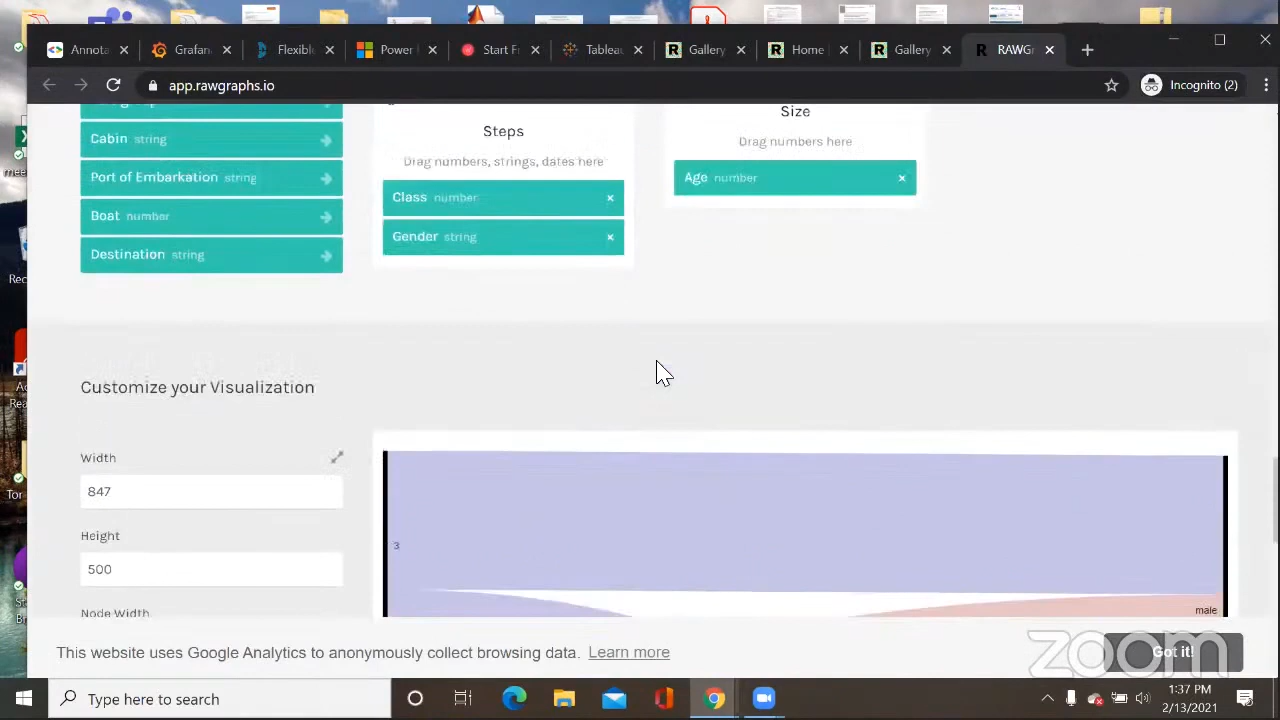 Annota
Grafan
Flexible
Power
Start Fr
Tableau
Gallery
Home
Gallery
RAWGr
app.rawgraphs.io
Incognito (2)
Cabin string
Port of Embarkation string
Boat number
Destination string
Steps
Drag numbers, strings, dates here
Class number
Gender string
Size
Drag numbers here
Age number
Customize your Visualization
Width
847
Height
500
Node Width
3
male
This website uses Google Analytics to anonymously collect browsing data. Learn more
Got it!
zoom
Type here to search
1:37 PM
2/13/2021